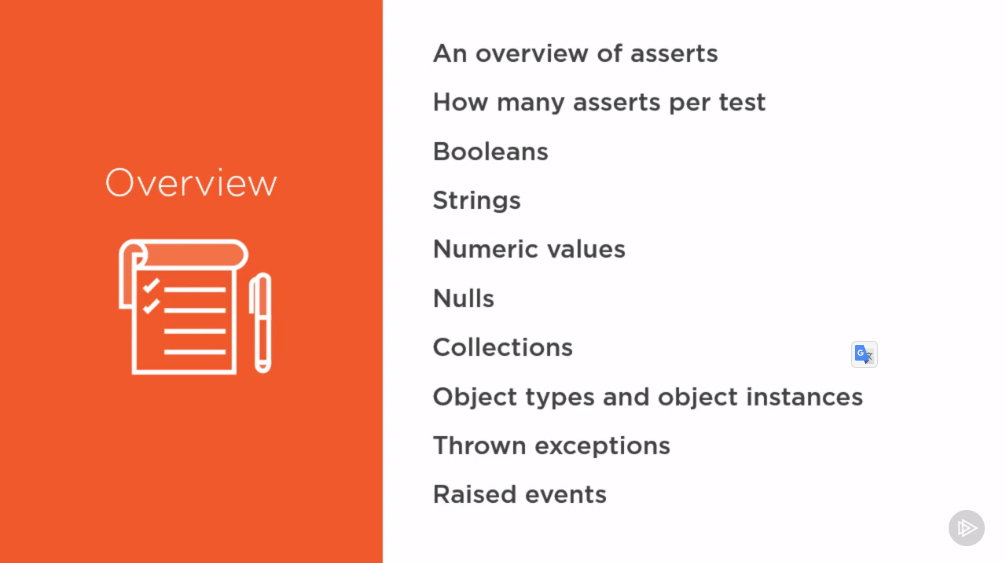 Overview
An overview of asserts
How many asserts per test
Booleans
Strings
Numeric values
Nulls
Collections
Object types and object instances
Thrown exceptions
Raised events